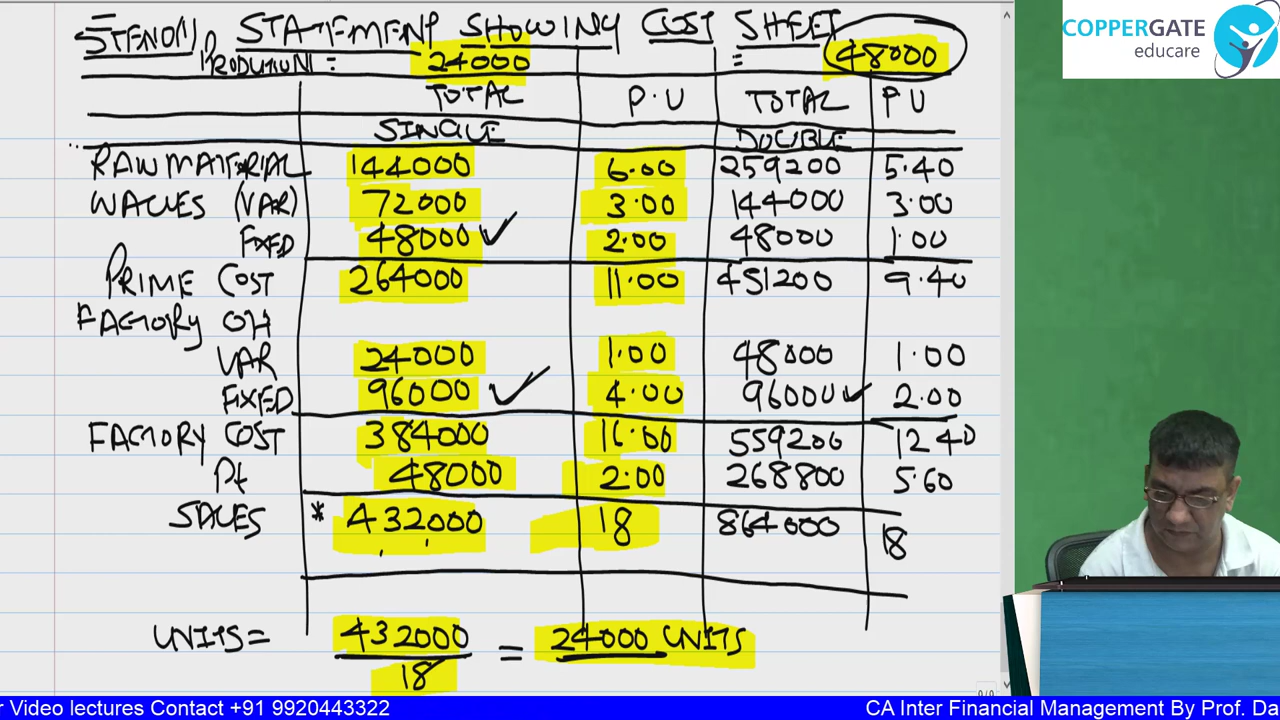 STEP(1) STATEMENT SHOWING COST SHEET
PRODUCTION = 24000 = 48000
TOTAL P.U TOTAL P U
SINGLE DOUBLE
RAW MATERIAL 144000 6.00 259200 5.40
WAGES (VAR) 72000 3.00 144000 3.00
FIXED 48000 ✓ 2.00 48000 1.00
PRIME COST 264000 11.00 451200 9.40
FACTORY OH
VAR 24000 1.00 48000 1.00
FIXED 96000 ✓ 4.00 96000 ✓ 2.00
FACTORY COST 384000 16.00 559200 12 40
Pt 48000 2.00 268800 5.60
SALES * 432000 18 864000 18
UNITS = 432000 / 18 = 24000 UNITS
COPPERGATE
educare
r Video lectures Contact +91 9920443322 CA Inter Financial Management By Prof. Da